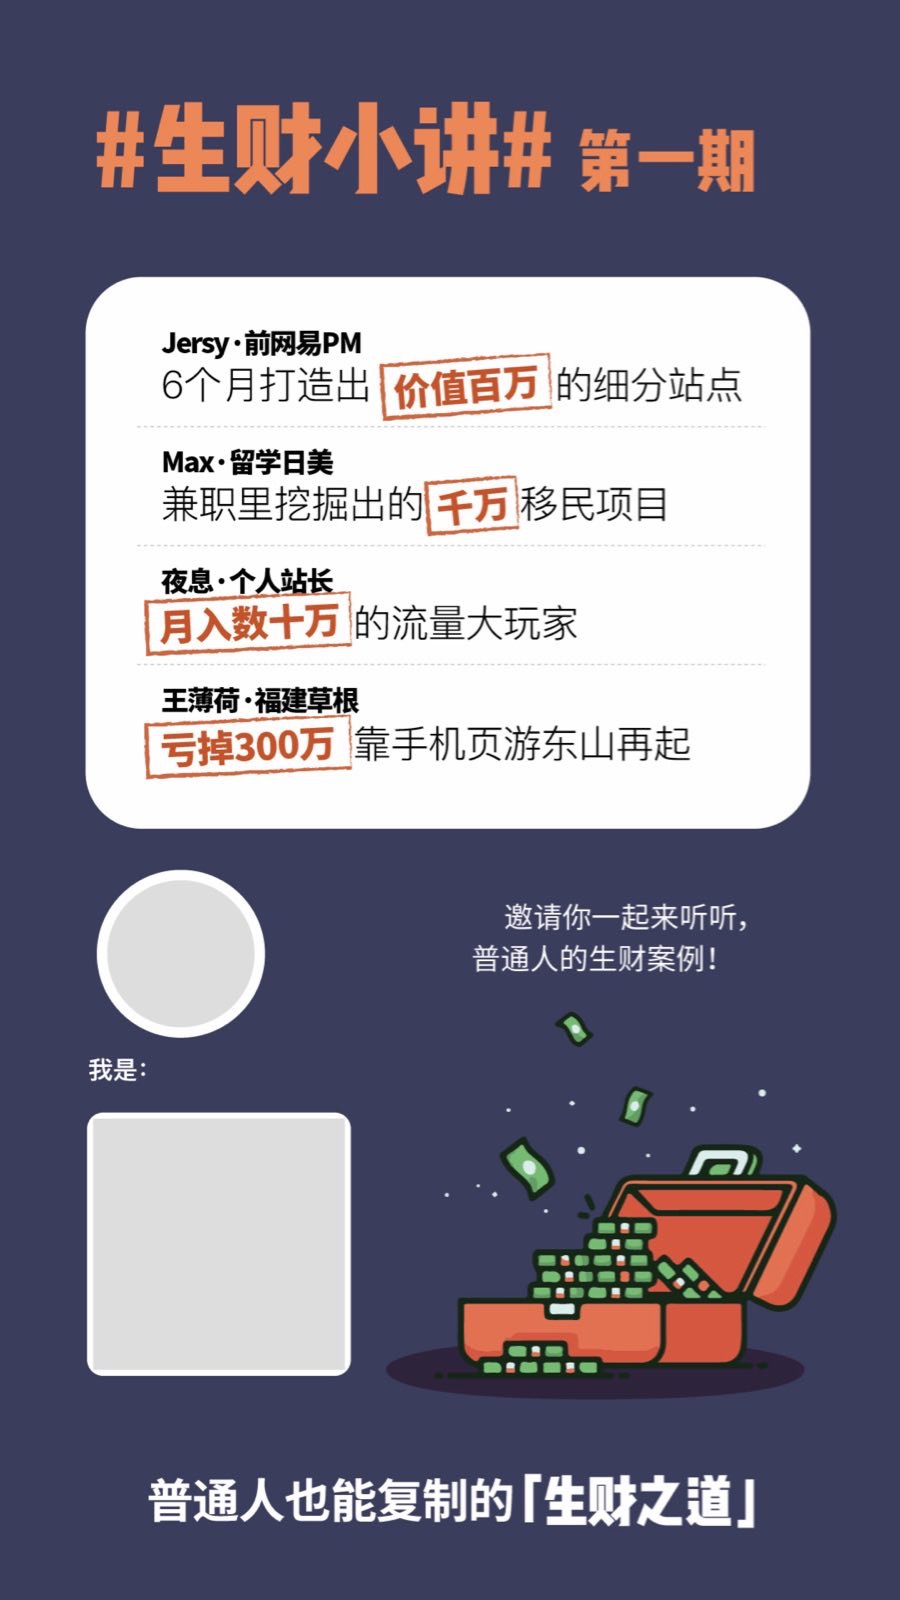 #生财小讲# 第一期
Jersy·前网易PM
6个月打造出 价值百万 的细分站点
Max·留学日美
兼职里挖掘出的 千万 移民项目
夜息·个人站长
月入数十万 的流量大玩家
王薄荷·福建草根
亏掉300万 靠手机页游东山再起
邀请你一起来听听，
普通人的生财案例！
我是：
普通人也能复制的「生财之道」